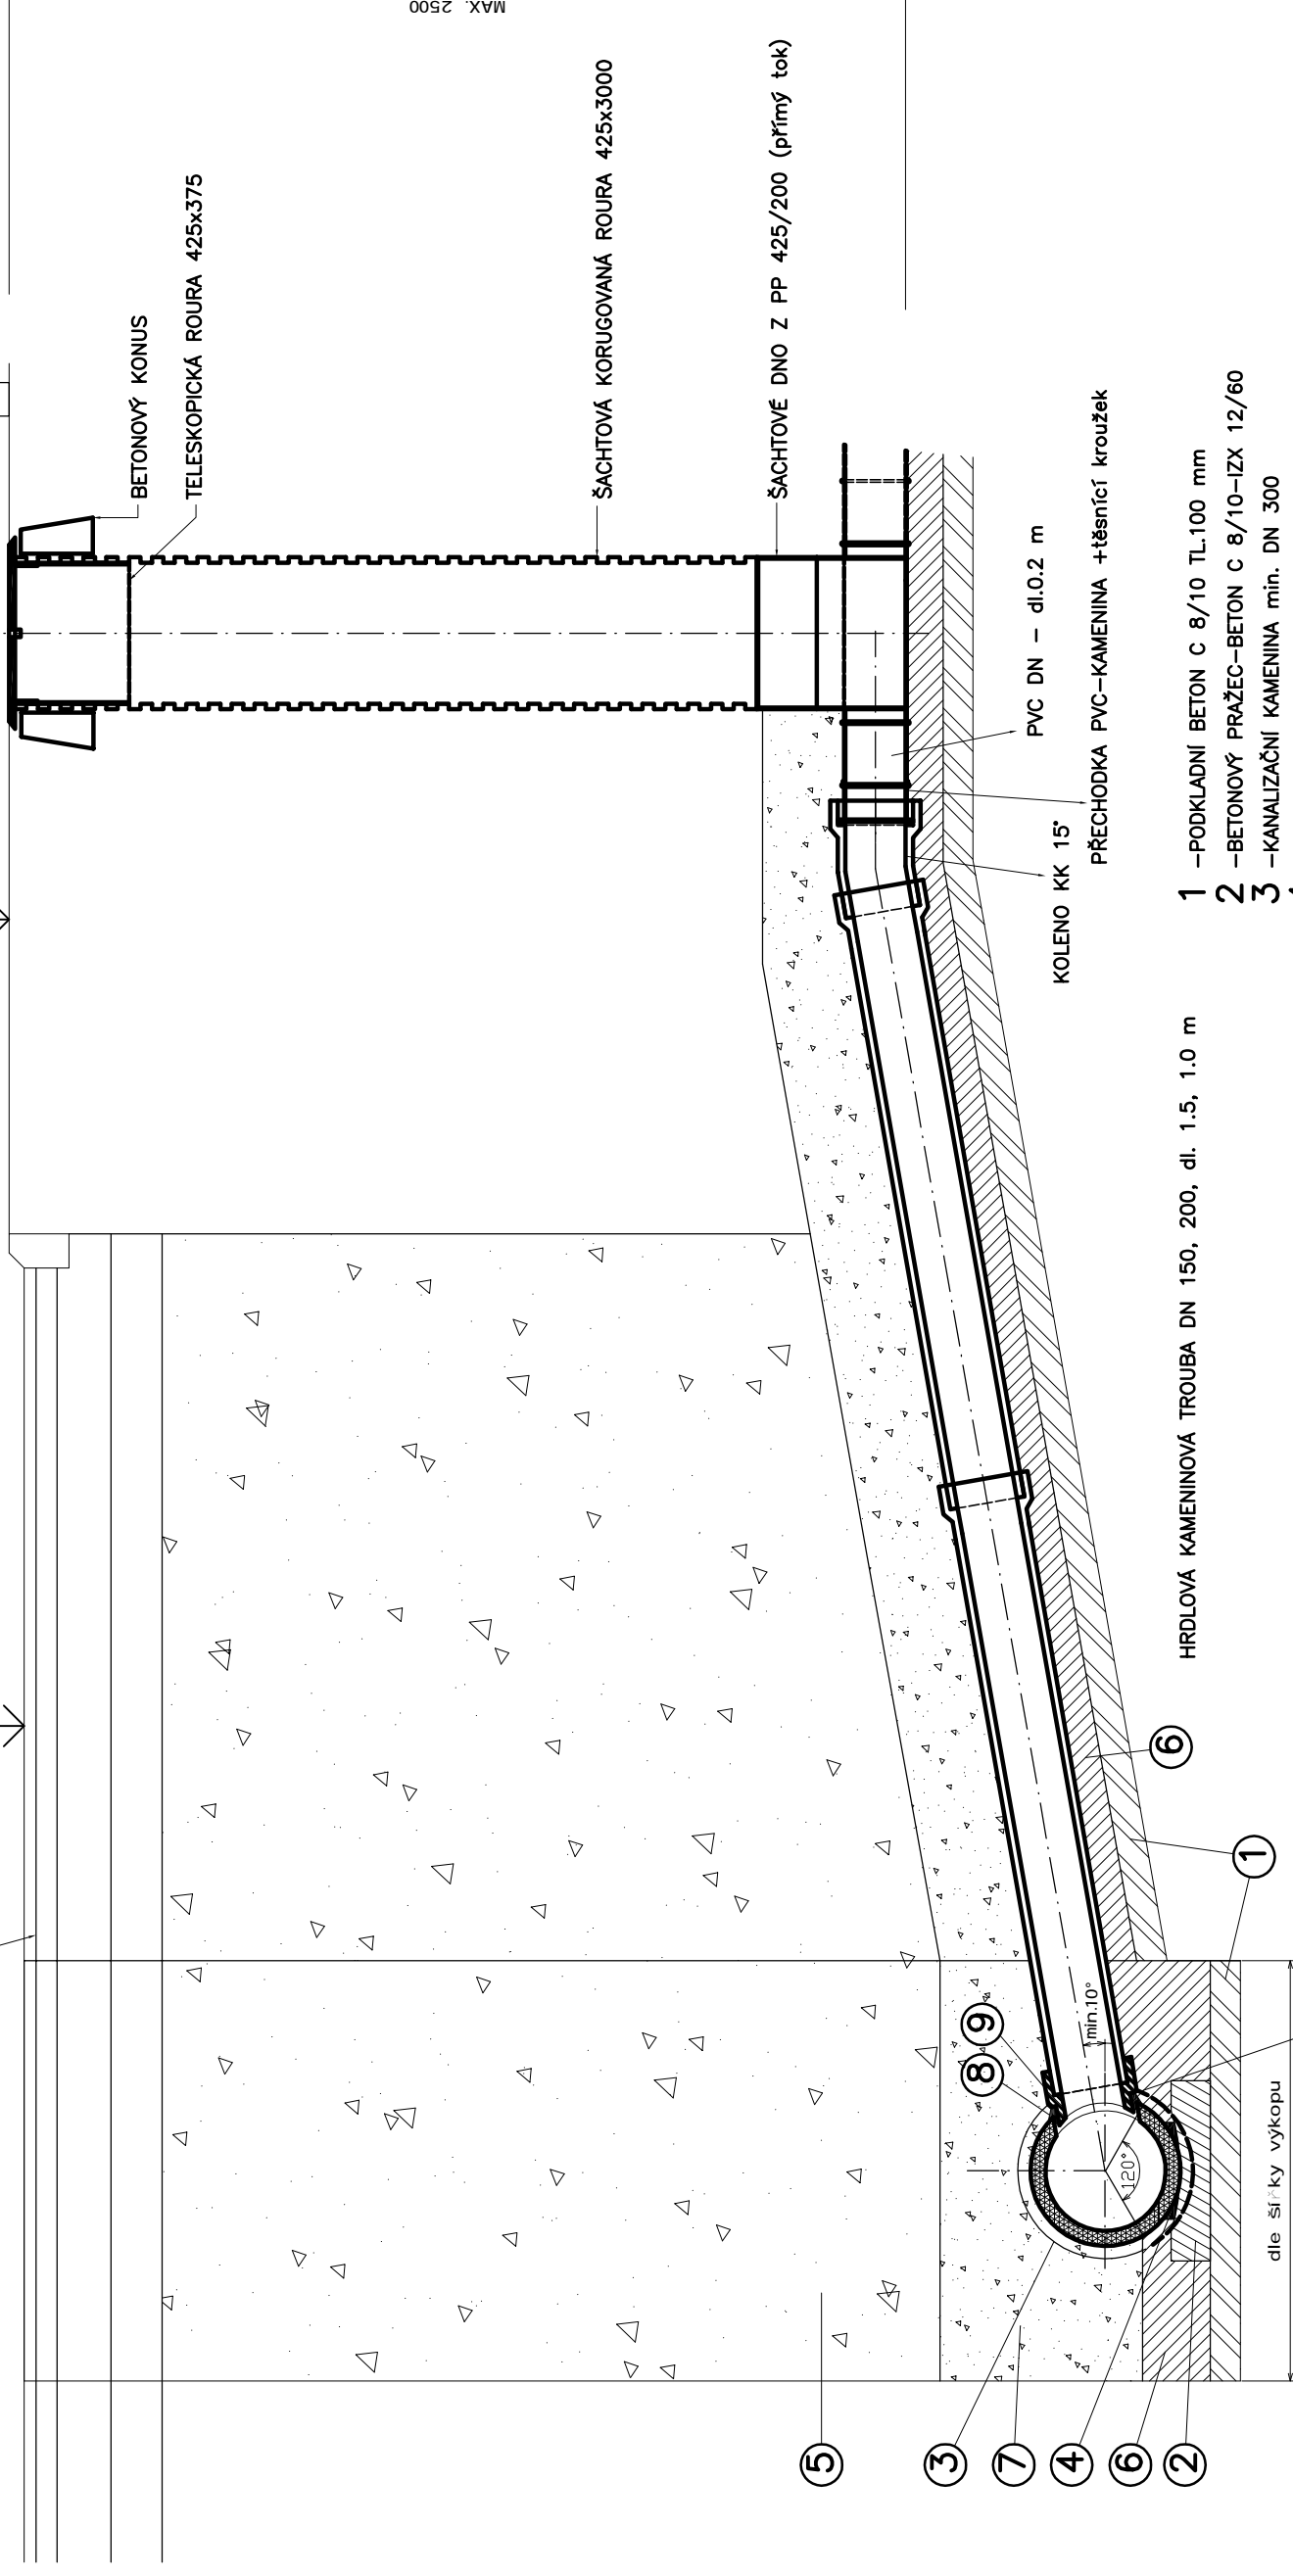 MAX. 2500
BETONOVÝ KONUS
TELESKOPICKÁ ROURA 425x375
ŠACHTOVÁ KORUGOVANÁ ROURA 425x3000
ŠACHTOVÉ DNO Z PP 425/200 (přímý tok)
PVC DN – dl.0.2 m
KOLENO KK 15°
PŘECHODKA PVC–KAMENINA +těsnící kroužek
HRDLOVÁ KAMENINOVÁ TROUBA DN 150, 200, dl. 1.5, 1.0 m
1 –PODKLADNÍ BETON C 8/10 TL.100 mm
2 –BETONOVÝ PRAŽEC–BETON C 8/10–IZX 12/60
3 –KANALIZAČNÍ KAMENINA min. DN 300
6
1
9
8
min.10°
120°
5
3
7
4
6
2
dle šířky výkopu